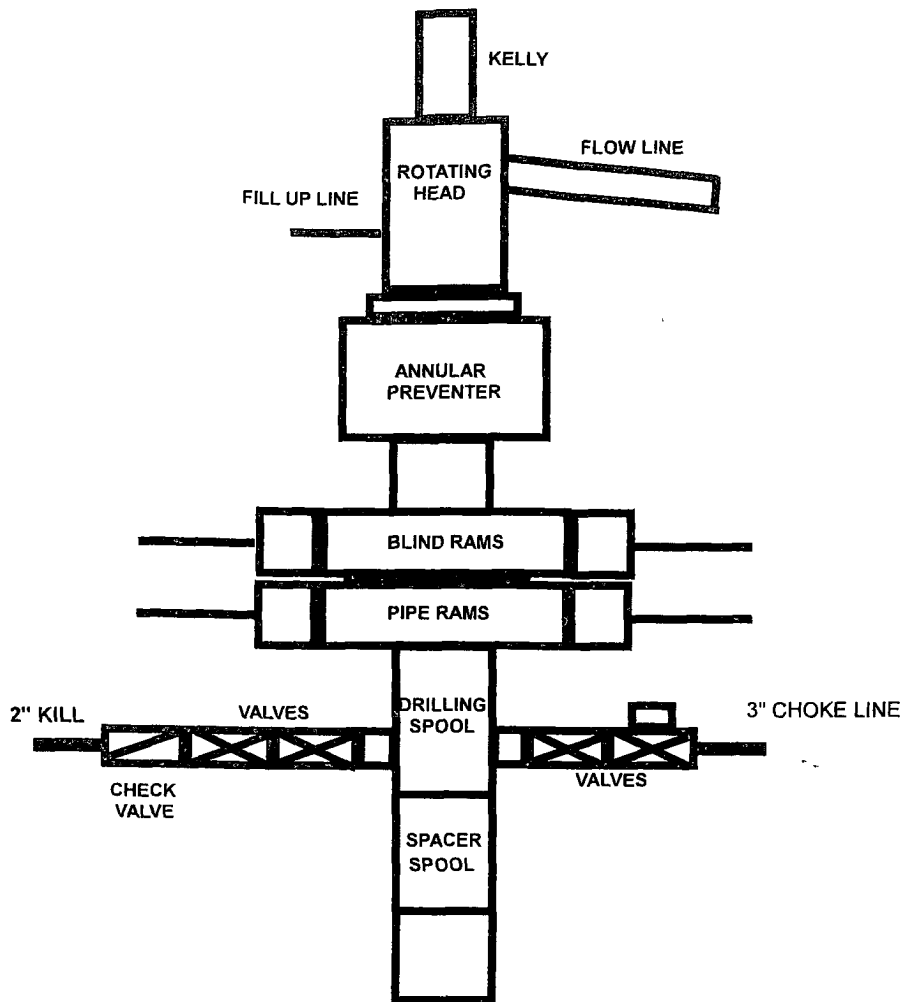 KELLY
FLOW LINE
ROTATING
HEAD
FILL UP LINE
ANNULAR
PREVENTER
BLIND RAMS
PIPE RAMS
2" KILL
VALVES
DRILLING
SPOOL
3" CHOKE LINE
CHECK
VALVE
VALVES
SPACER
SPOOL